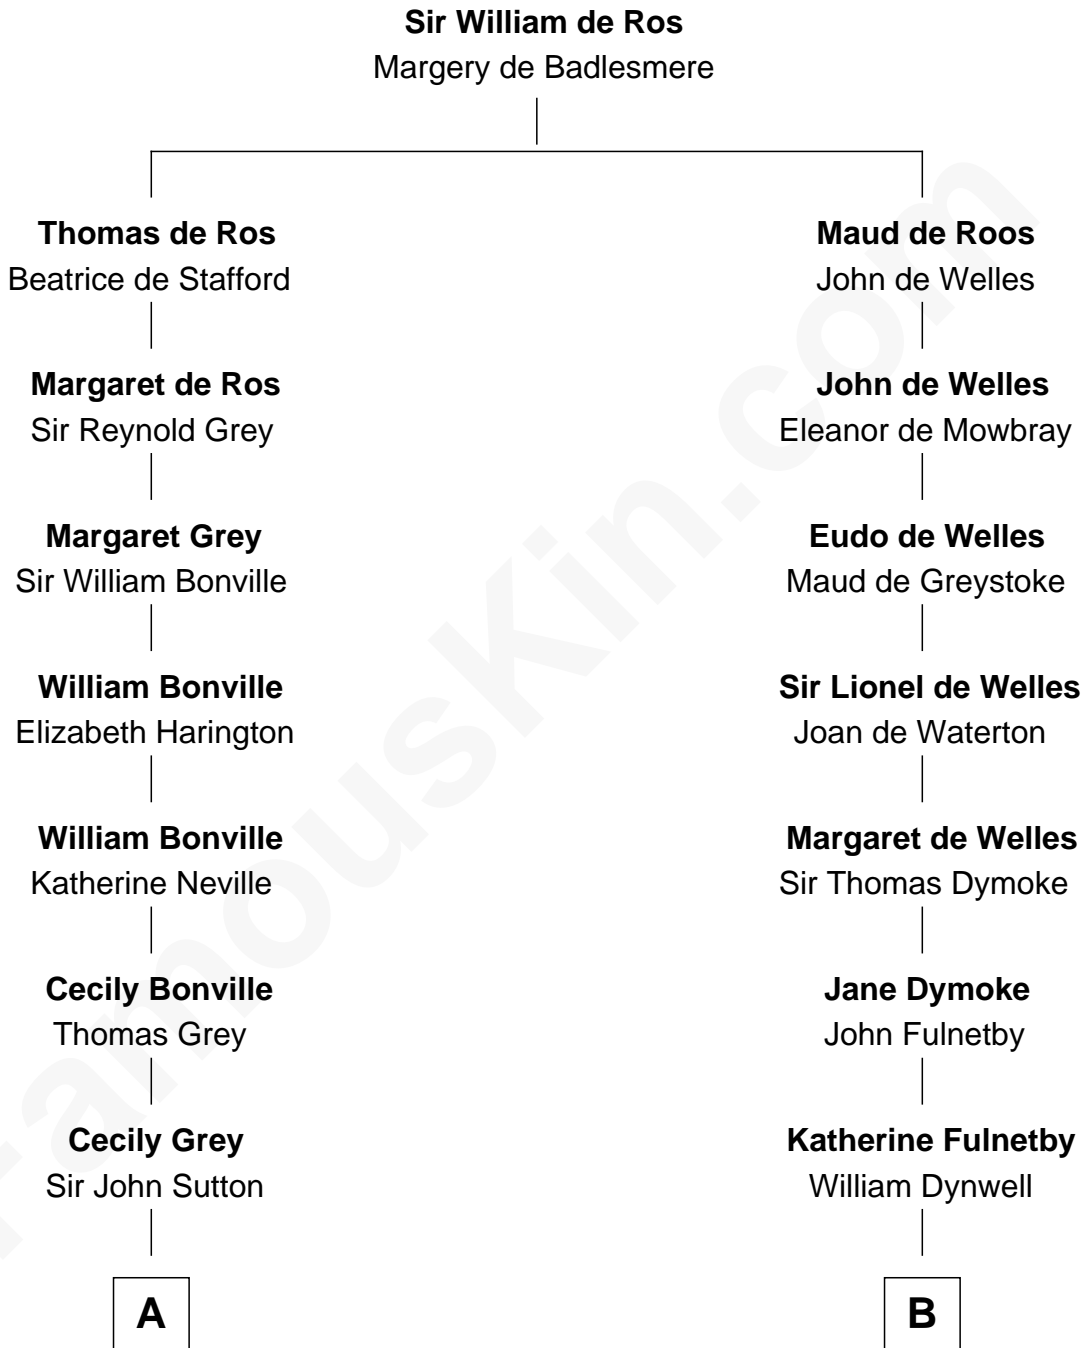 Sir William de Ros
Margery de Badlesmere
Thomas de Ros
Beatrice de Stafford
Margaret de Ros
Sir Reynold Grey
Margaret Grey
Sir William Bonville
William Bonville
Elizabeth Harington
William Bonville
Katherine Neville
Cecily Bonville
Thomas Grey
Cecily Grey
Sir John Sutton
A
Maud de Roos
John de Welles
John de Welles
Eleanor de Mowbray
Eudo de Welles
Maud de Greystoke
Sir Lionel de Welles
Joan de Waterton
Margaret de Welles
Sir Thomas Dymoke
Jane Dymoke
John Fulnetby
Katherine Fulnetby
William Dynwell
B
FamousKin.com